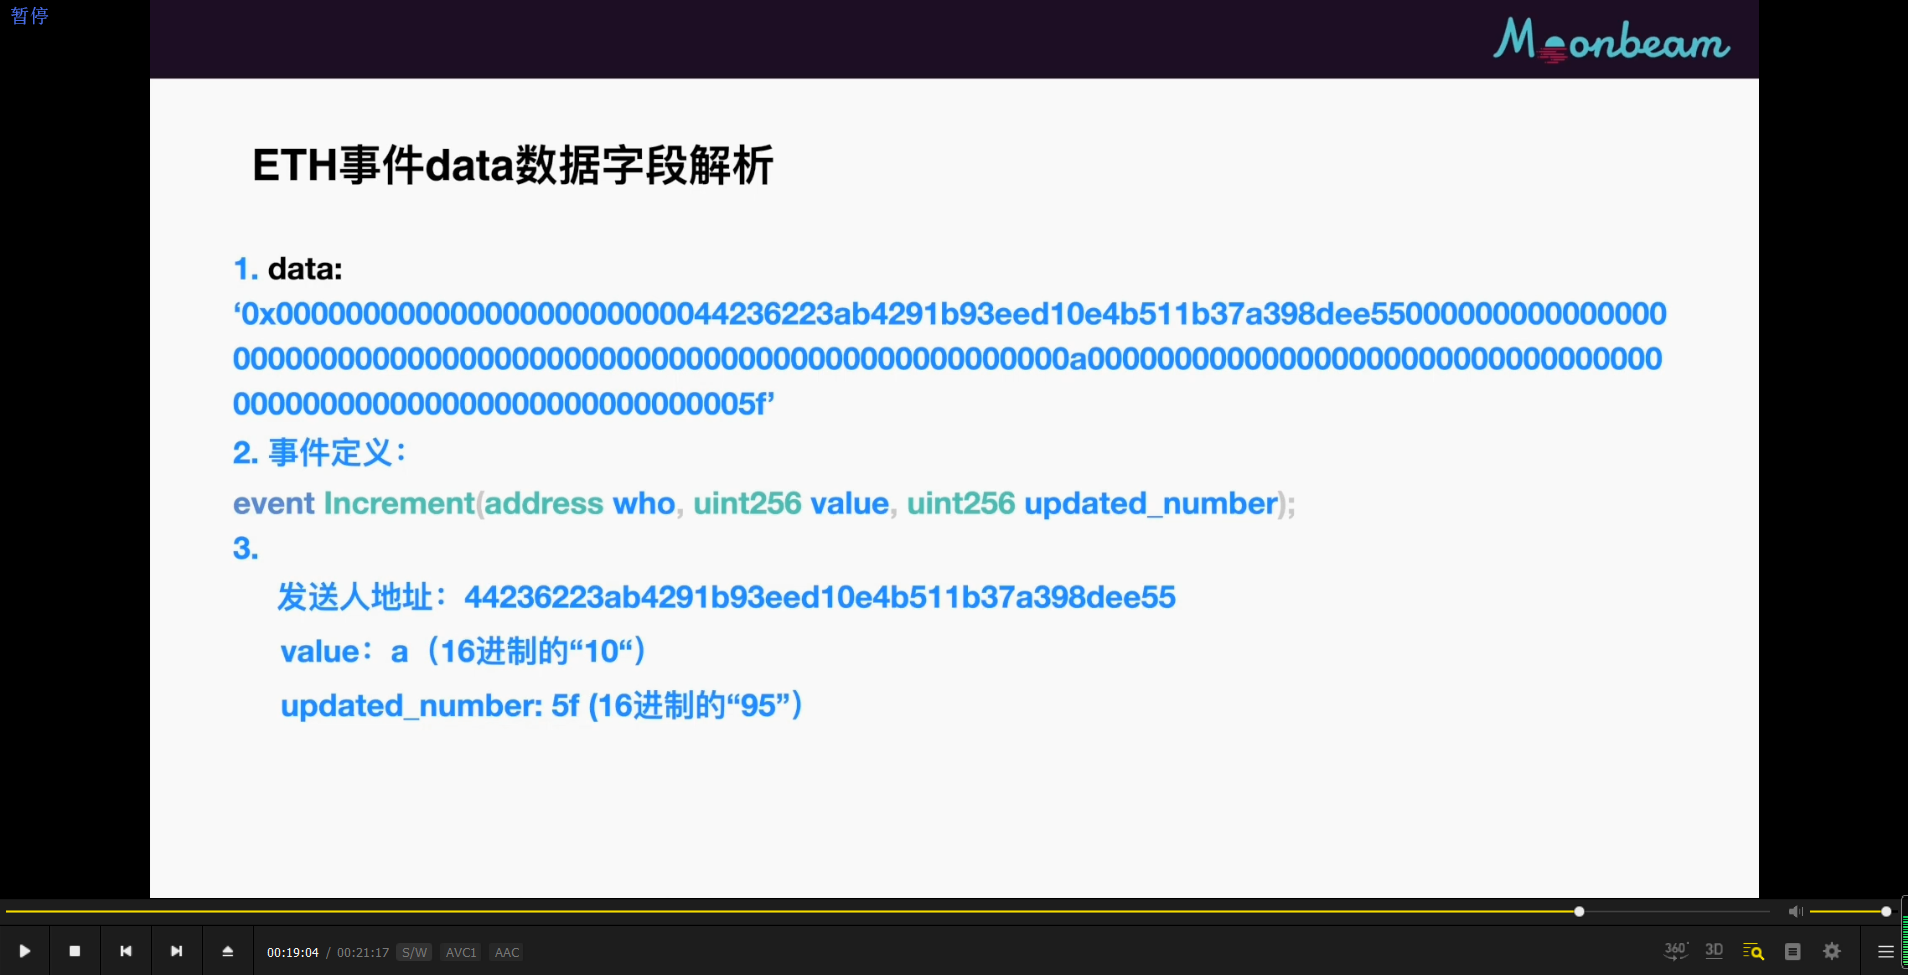 暂停
Moonbeam
ETH事件data数据字段解析
1. data:
‘0x00000000000000000000000044236223ab4291b93eed10e4b511b37a398dee55000000000000000
000000000000000000000000000000000000000000000000a000000000000000000000000000000000
000000000000000000000000000005f’
2. 事件定义：
event Increment(address who, uint256 value, uint256 updated_number);
3.
发送人地址：44236223ab4291b93eed10e4b511b37a398dee55
value：a（16进制的“10“）
updated_number: 5f (16进制的“95”）
00:19:04 / 00:21:17 S/W AVC1 AAC 360° 3D